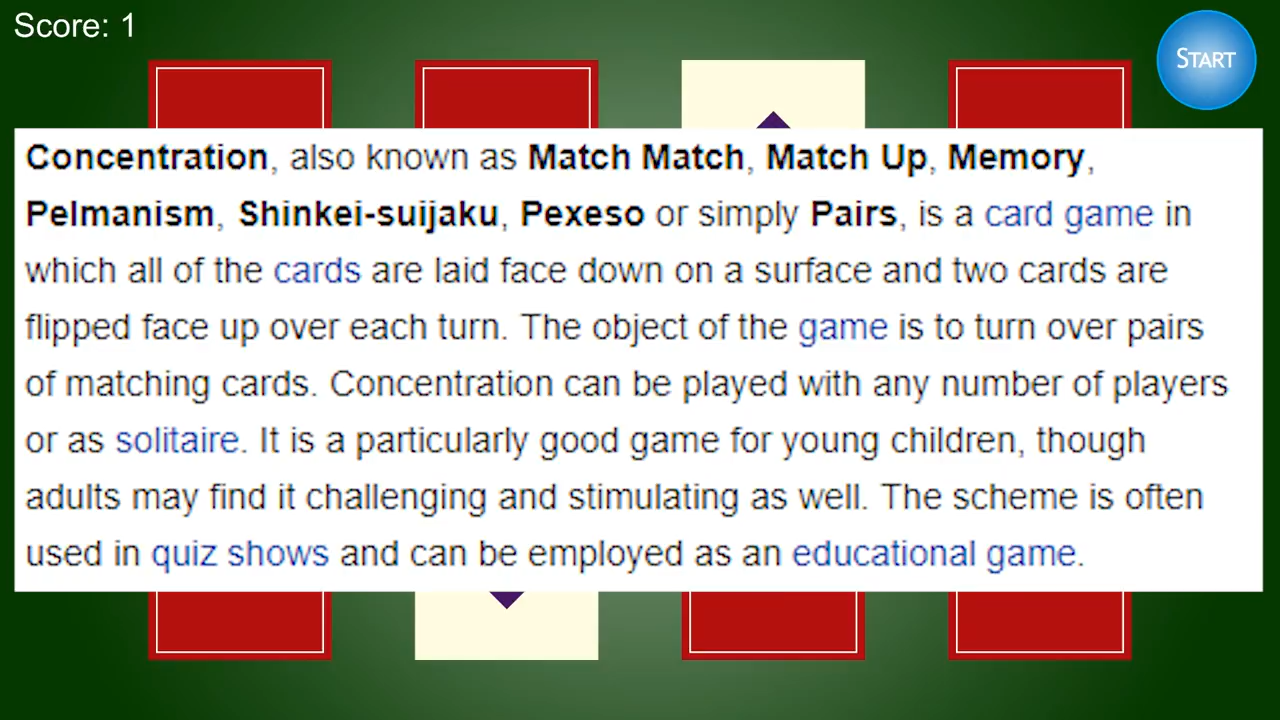 Score: 1
START
Concentration, also known as Match Match, Match Up, Memory,
Pelmanism, Shinkei-suijaku, Pexeso or simply Pairs, is a card game in
which all of the cards are laid face down on a surface and two cards are
flipped face up over each turn. The object of the game is to turn over pairs
of matching cards. Concentration can be played with any number of players
or as solitaire. It is a particularly good game for young children, though
adults may find it challenging and stimulating as well. The scheme is often
used in quiz shows and can be employed as an educational game.